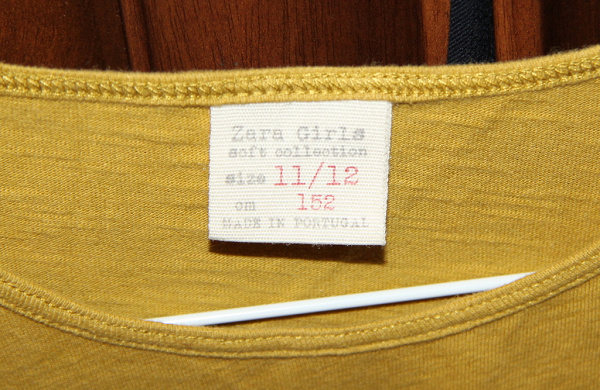 Zara Girls
soft collection
size 11/12
cm 152
MADE IN PORTUGAL